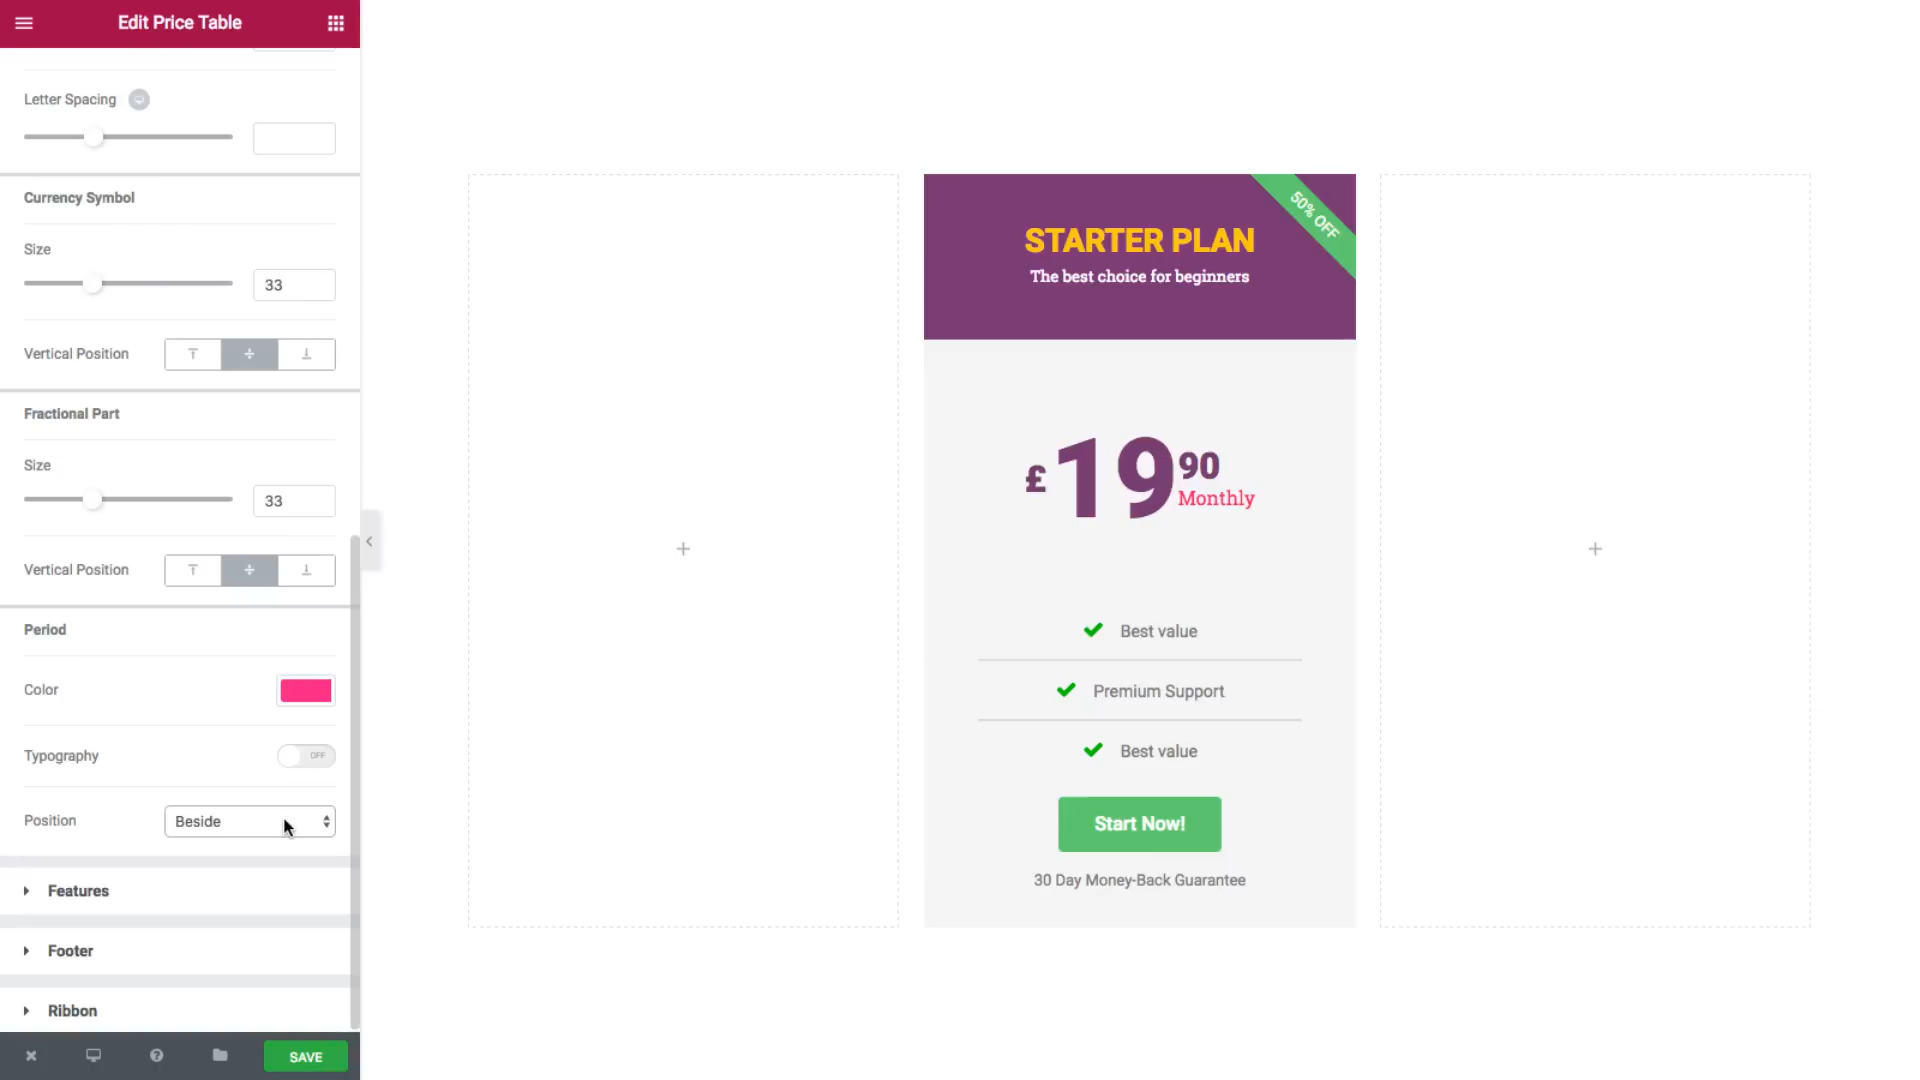 Edit Price Table
Letter Spacing
Currency Symbol
Size
33
Vertical Position
Fractional Part
Size
33
Vertical Position
Period
Color
Typography
OFF
Position
Beside
Features
Footer
Ribbon
SAVE
50% OFF
STARTER PLAN
The best choice for beginners
£1990
Monthly
Best value
Premium Support
Best value
Start Now!
30 Day Money-Back Guarantee